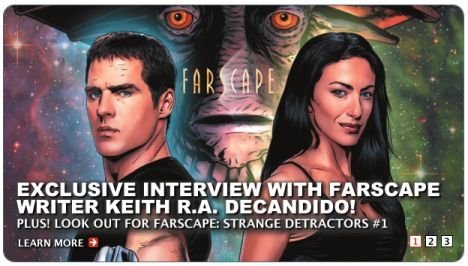 FARSCAPE
EXCLUSIVE INTERVIEW WITH FARSCAPE
WRITER KEITH R.A. DECANDIDO!
PLUS! LOOK OUT FOR FARSCAPE: STRANGE DETRACTORS #1
LEARN MORE
1 2 3